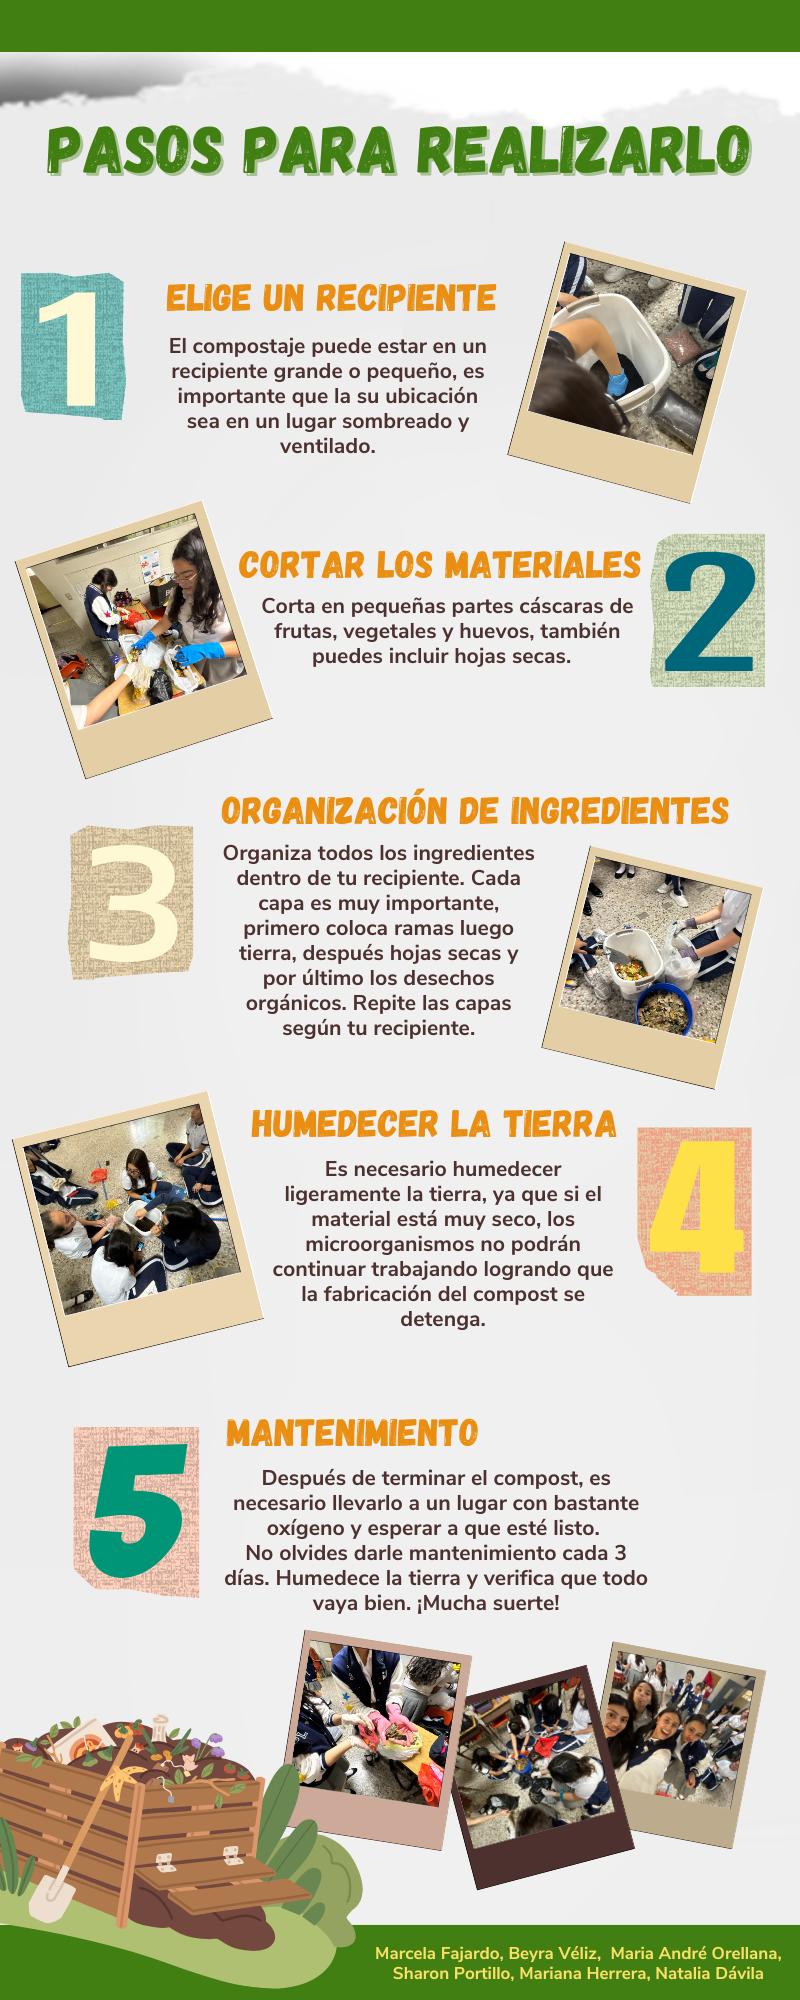 PASOS PARA REALIZARLO
1
ELIGE UN RECIPIENTE
El compostaje puede estar en un
recipiente grande o pequeño, es
importante que la su ubicación
sea en un lugar sombreado y
ventilado.
CORTAR LOS MATERIALES
2
Corta en pequeñas partes cáscaras de
frutas, vegetales y huevos, también
puedes incluir hojas secas.
ORGANIZACIÓN DE INGREDIENTES
3
Organiza todos los ingredientes
dentro de tu recipiente. Cada
capa es muy importante,
primero coloca ramas luego
tierra, después hojas secas y
por último los desechos
orgánicos. Repite las capas
según tu recipiente.
HUMEDECER LA TIERRA
4
Es necesario humedecer
ligeramente la tierra, ya que si el
material está muy seco, los
microorganismos no podrán
continuar trabajando logrando que
la fabricación del compost se
detenga.
MANTENIMIENTO
5
Después de terminar el compost, es
necesario llevarlo a un lugar con bastante
oxígeno y esperar a que esté listo.
No olvides darle mantenimiento cada 3
días. Humedece la tierra y verifica que todo
vaya bien. ¡Mucha suerte!
Marcela Fajardo, Beyra Véliz, Maria André Orellana,
Sharon Portillo, Mariana Herrera, Natalia Dávila